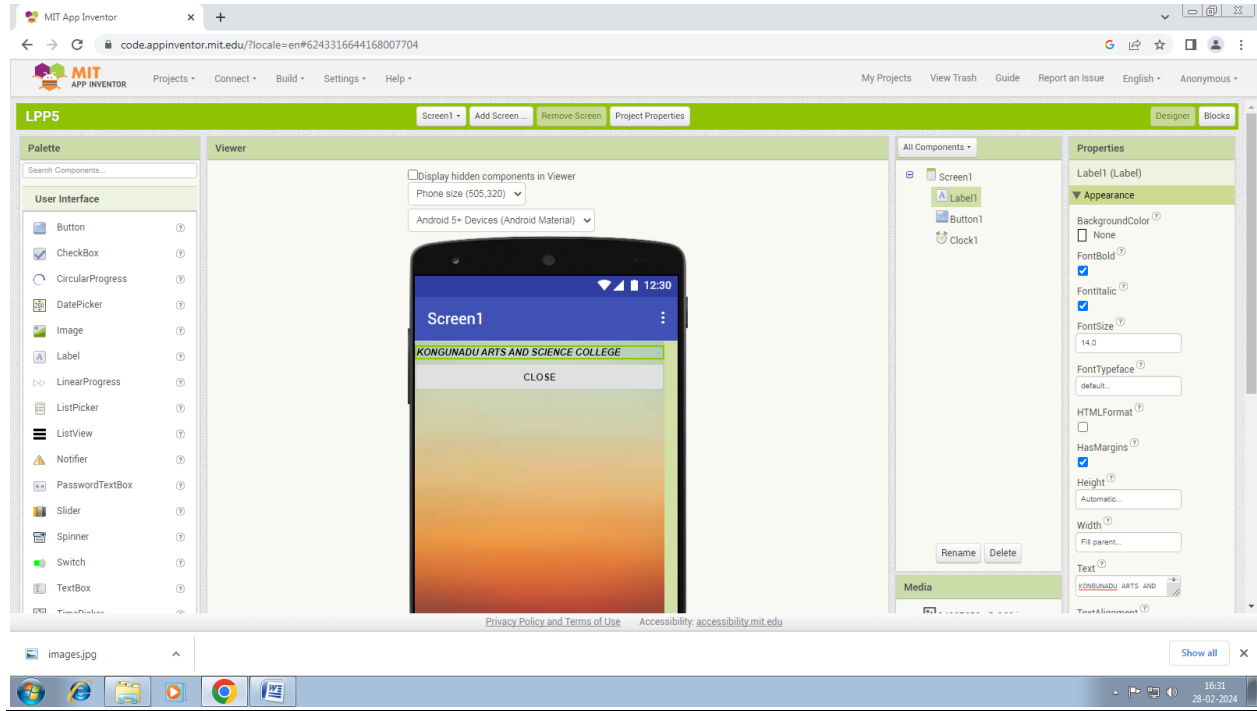 MIT App Inventor
code.appinventor.mit.edu/?locale=en#6243316644168007704
MIT
APP INVENTOR
Projects Connect Build Settings Help
My Projects View Trash Guide Report an Issue English Anonymous
LPP5
Screen1 Add Screen ... Remove Screen Project Properties
Designer Blocks
Palette
Search Components...
User Interface
Button
CheckBox
CircularProgress
DatePicker
Image
Label
LinearProgress
ListPicker
ListView
Notifier
PasswordTextBox
Slider
Spinner
Switch
TextBox
TimePicker
Viewer
Display hidden components in Viewer
Phone size (505,320)
Android 5+ Devices (Android Material)
12:30
Screen1
KONGUNADU ARTS AND SCIENCE COLLEGE
CLOSE
All Components
Screen1
Label1
Button1
Clock1
Rename Delete
Media
Properties
Label1 (Label)
Appearance
BackgroundColor
None
FontBold
FontItalic
FontSize
14.0
FontTypeface
default...
HTMLFormat
HasMargins
Height
Automatic...
Width
Fill parent...
Text
KONGUNADU ARTS AND
TextAlignment
Privacy Policy and Terms of Use Accessibility: accessibility.mit.edu
images.jpg
Show all
16:31
28-02-2024